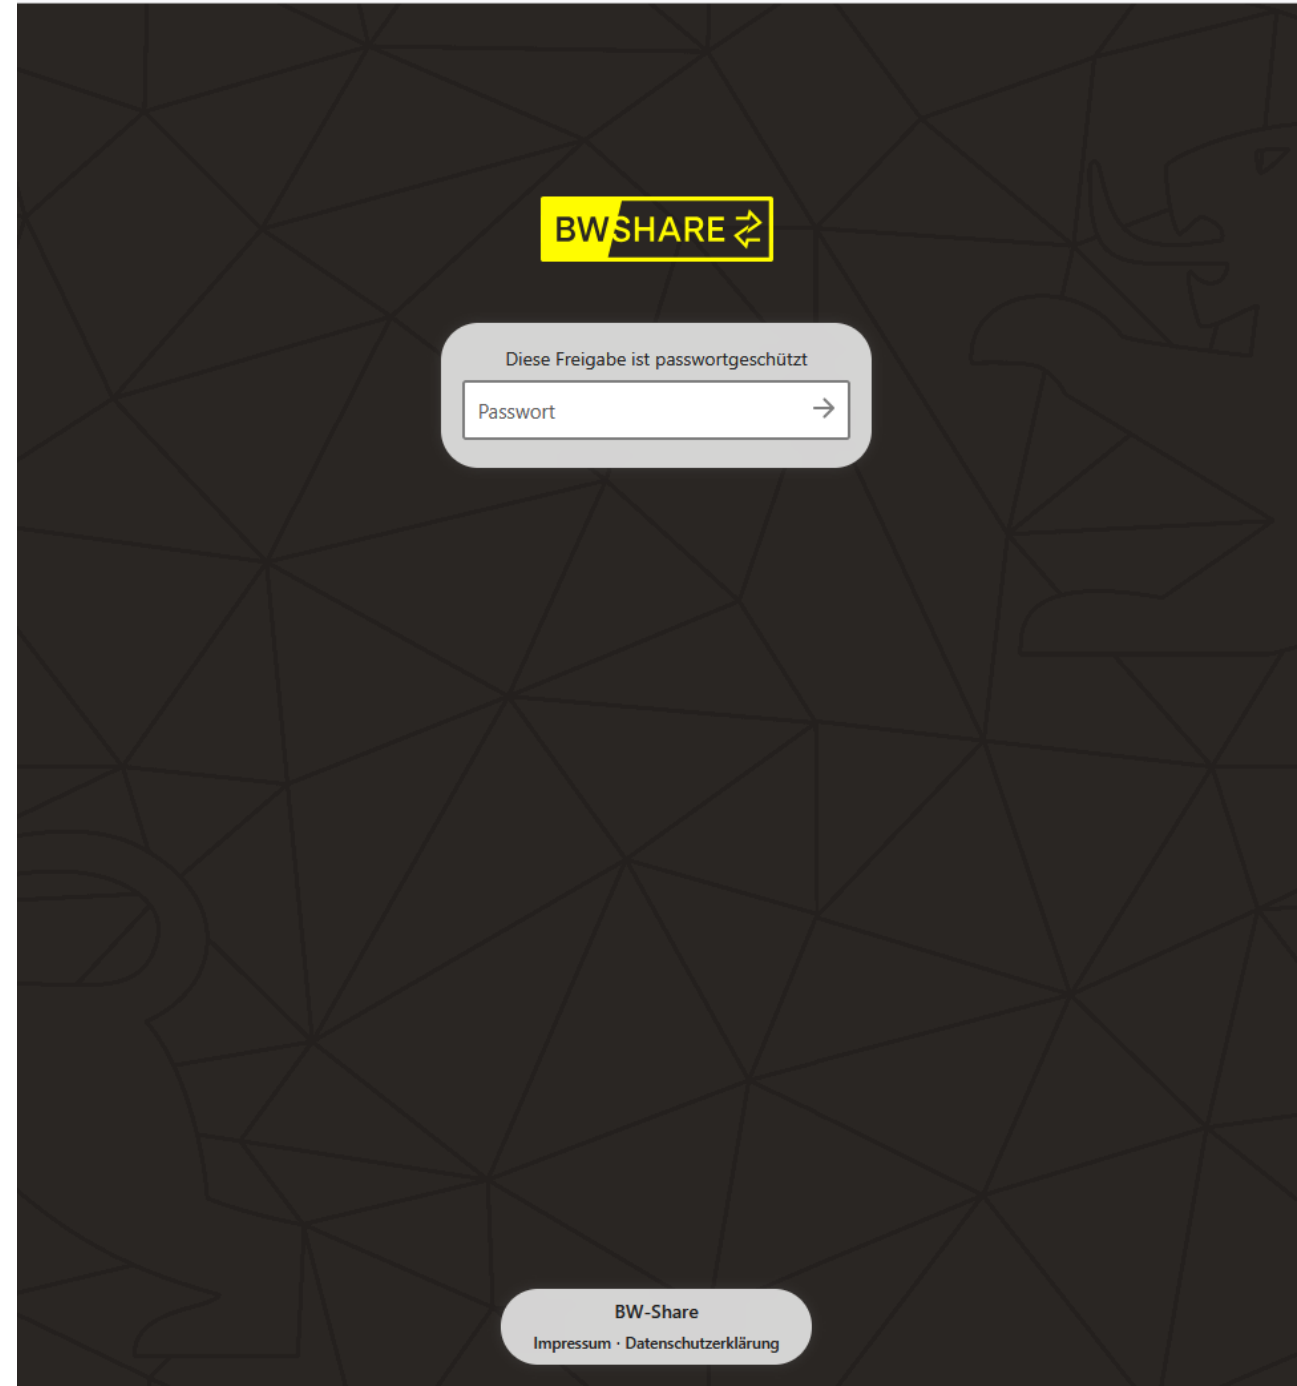 BWSHARE
Diese Freigabe ist passwortgeschützt
Passwort
BW-Share
Impressum · Datenschutzerklärung